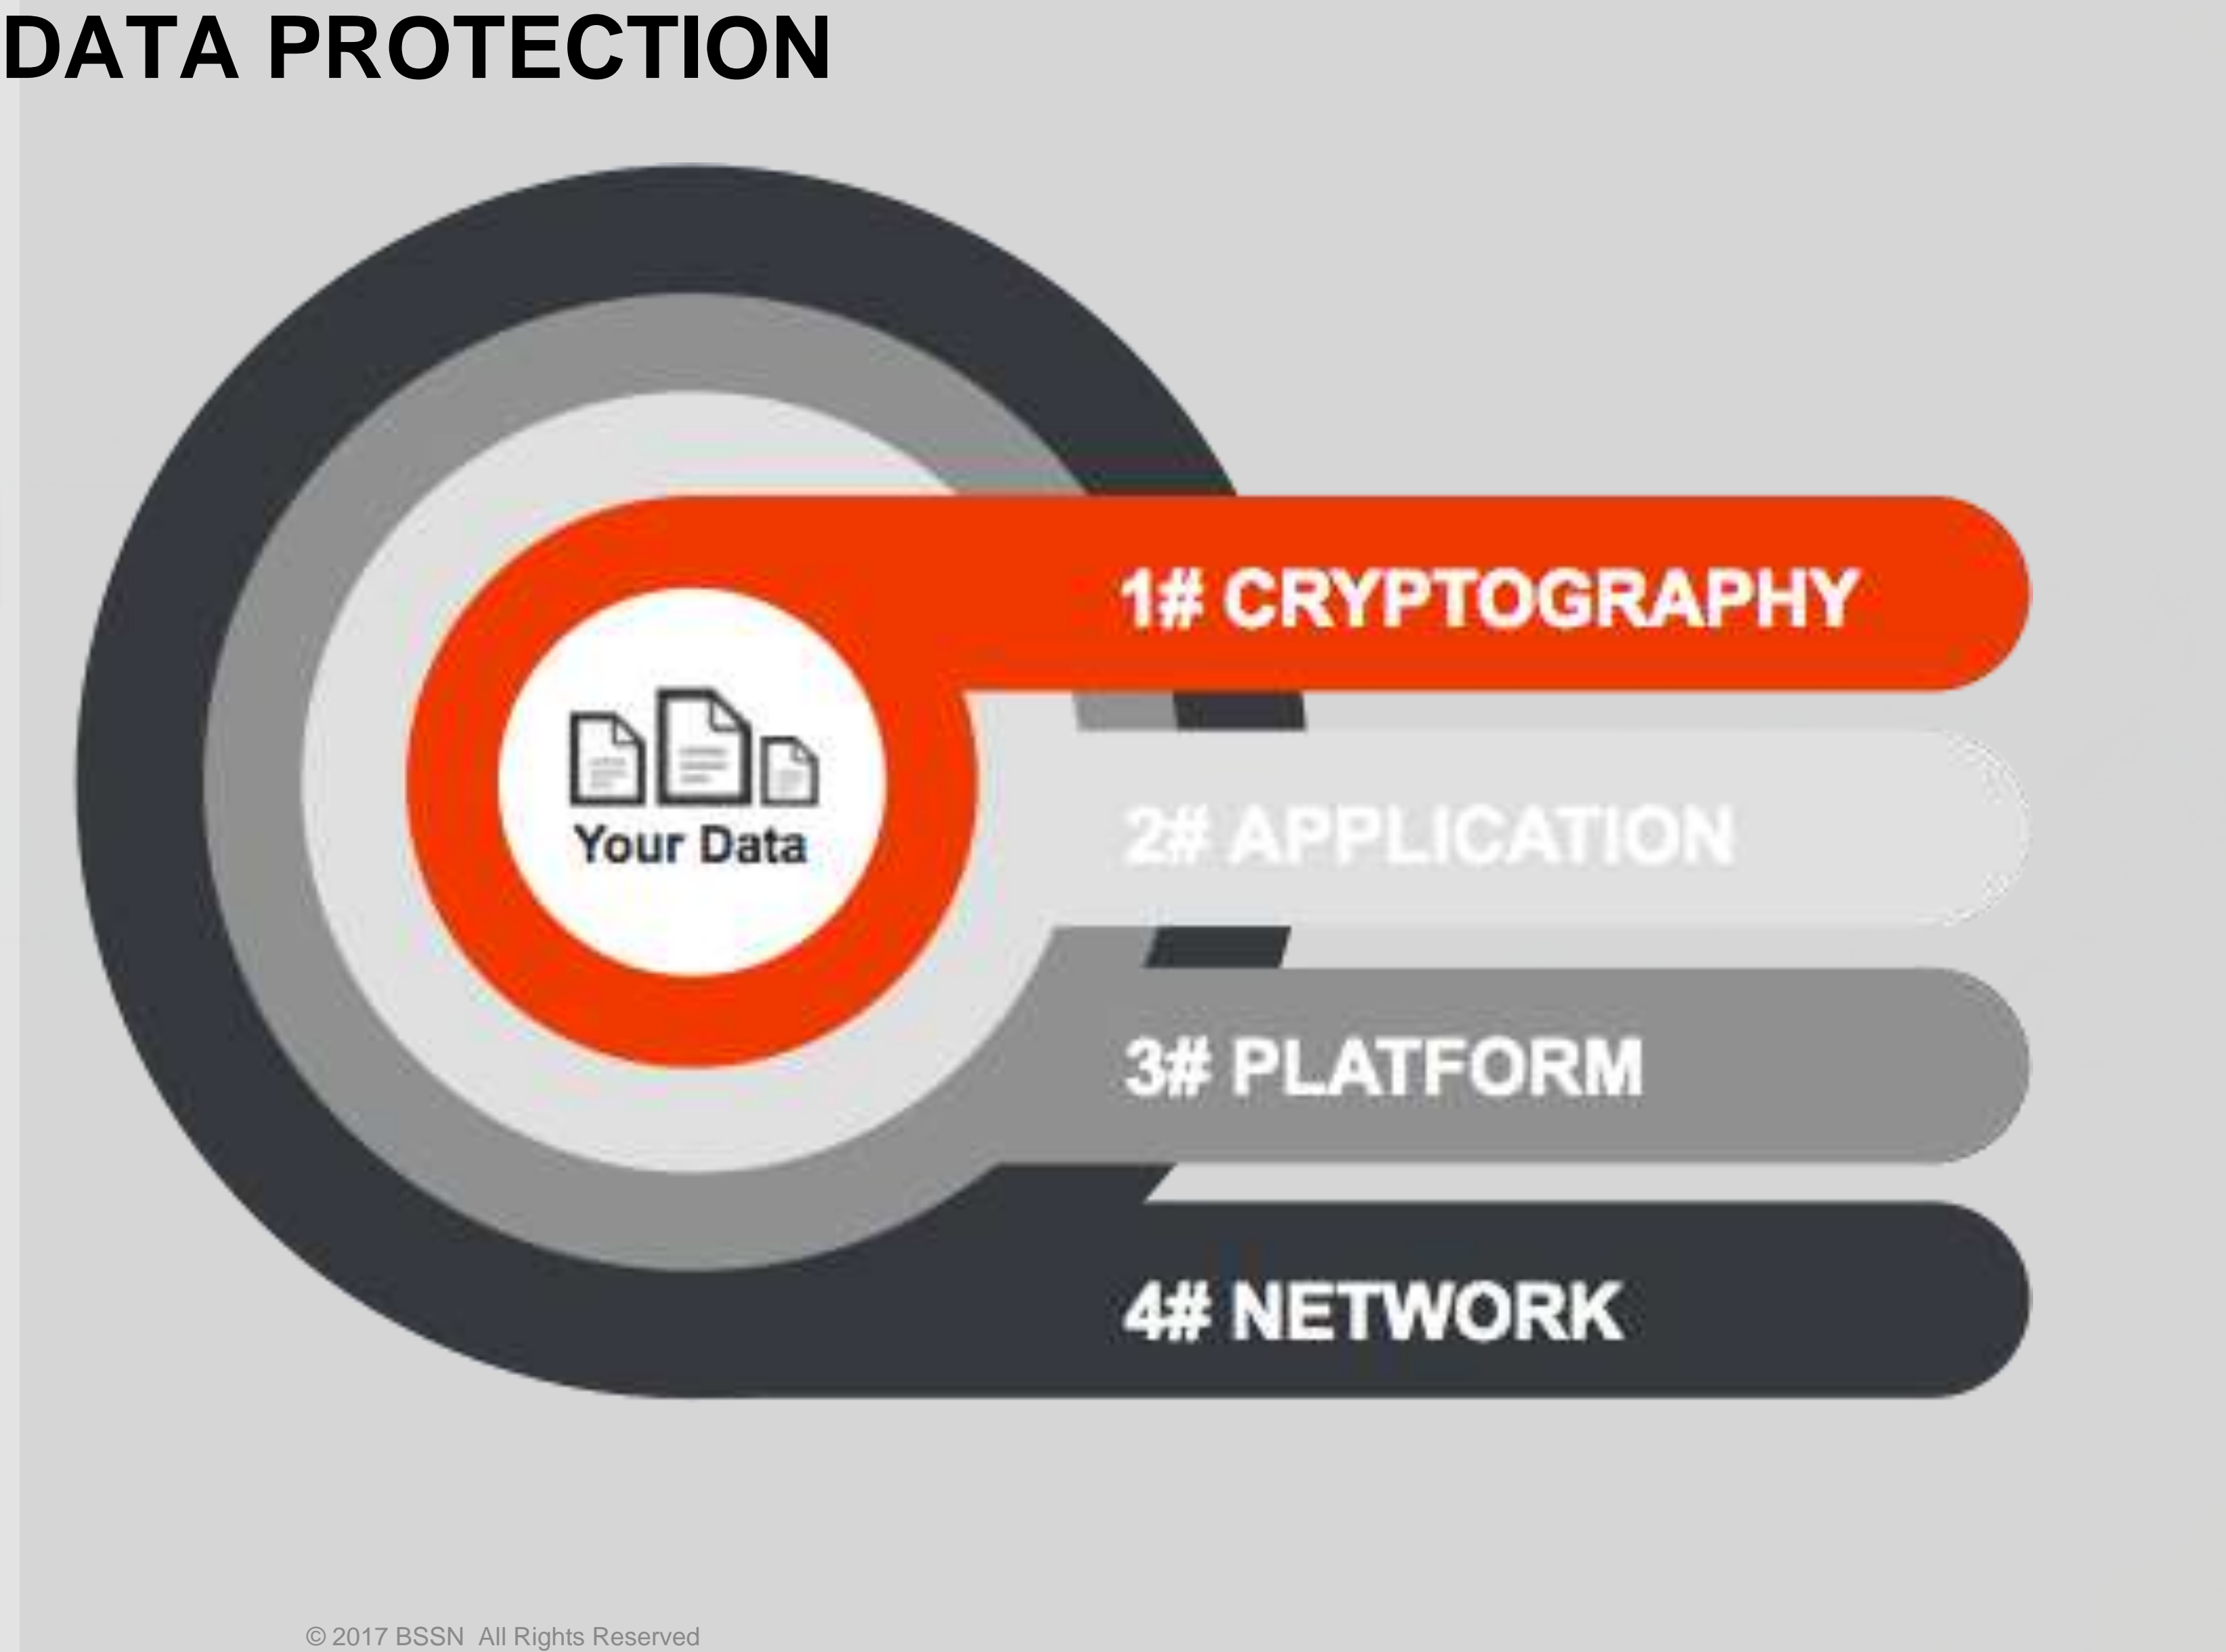 DATA PROTECTION
1# CRYPTOGRAPHY
Your Data
2# APPLICATION
3# PLATFORM
4# NETWORK
© 2017 BSSN  All Rights Reserved